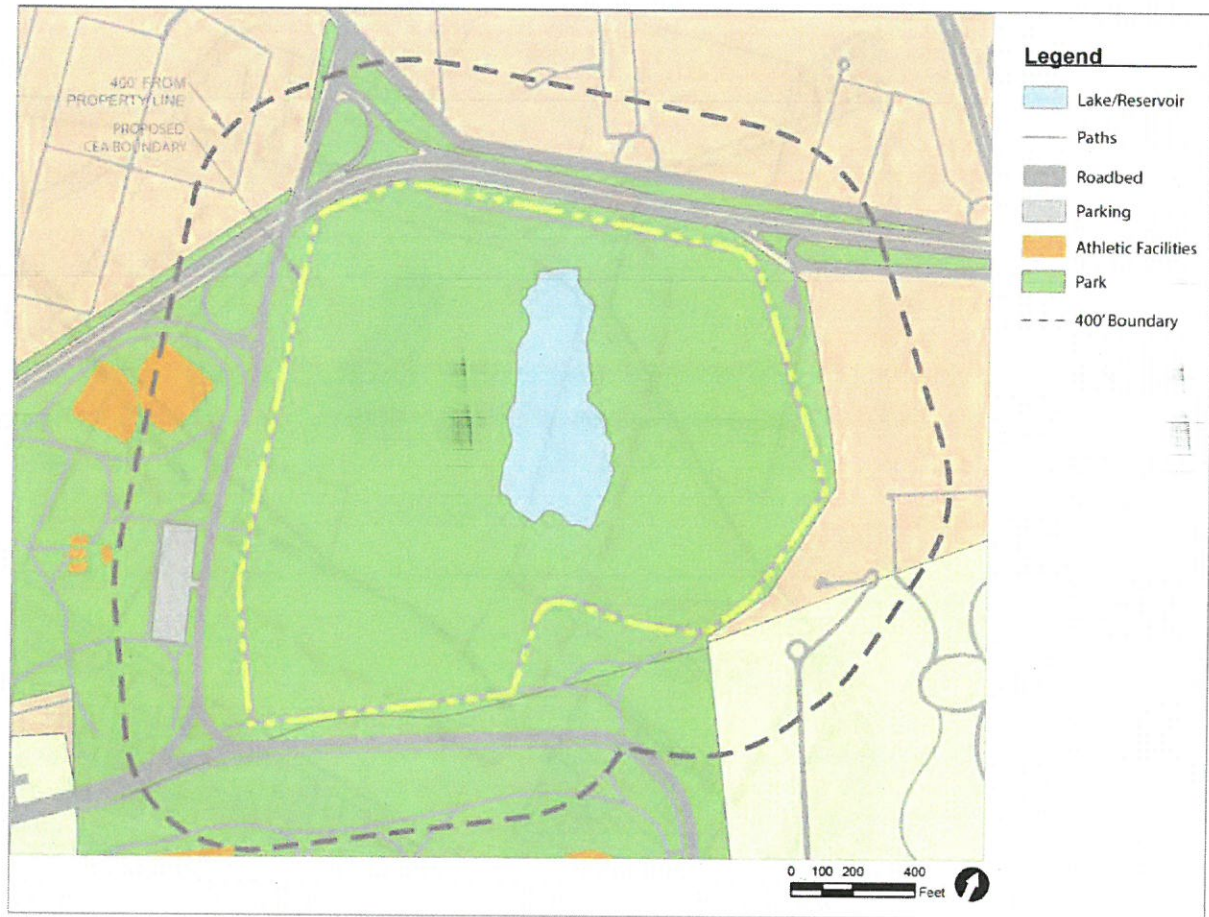 400' FROM
PROPERTY LINE
PROPOSED
CEA BOUNDARY
Legend
Lake/Reservoir
Paths
Roadbed
Parking
Athletic Facilities
Park
400' Boundary
0 100 200 400
Feet